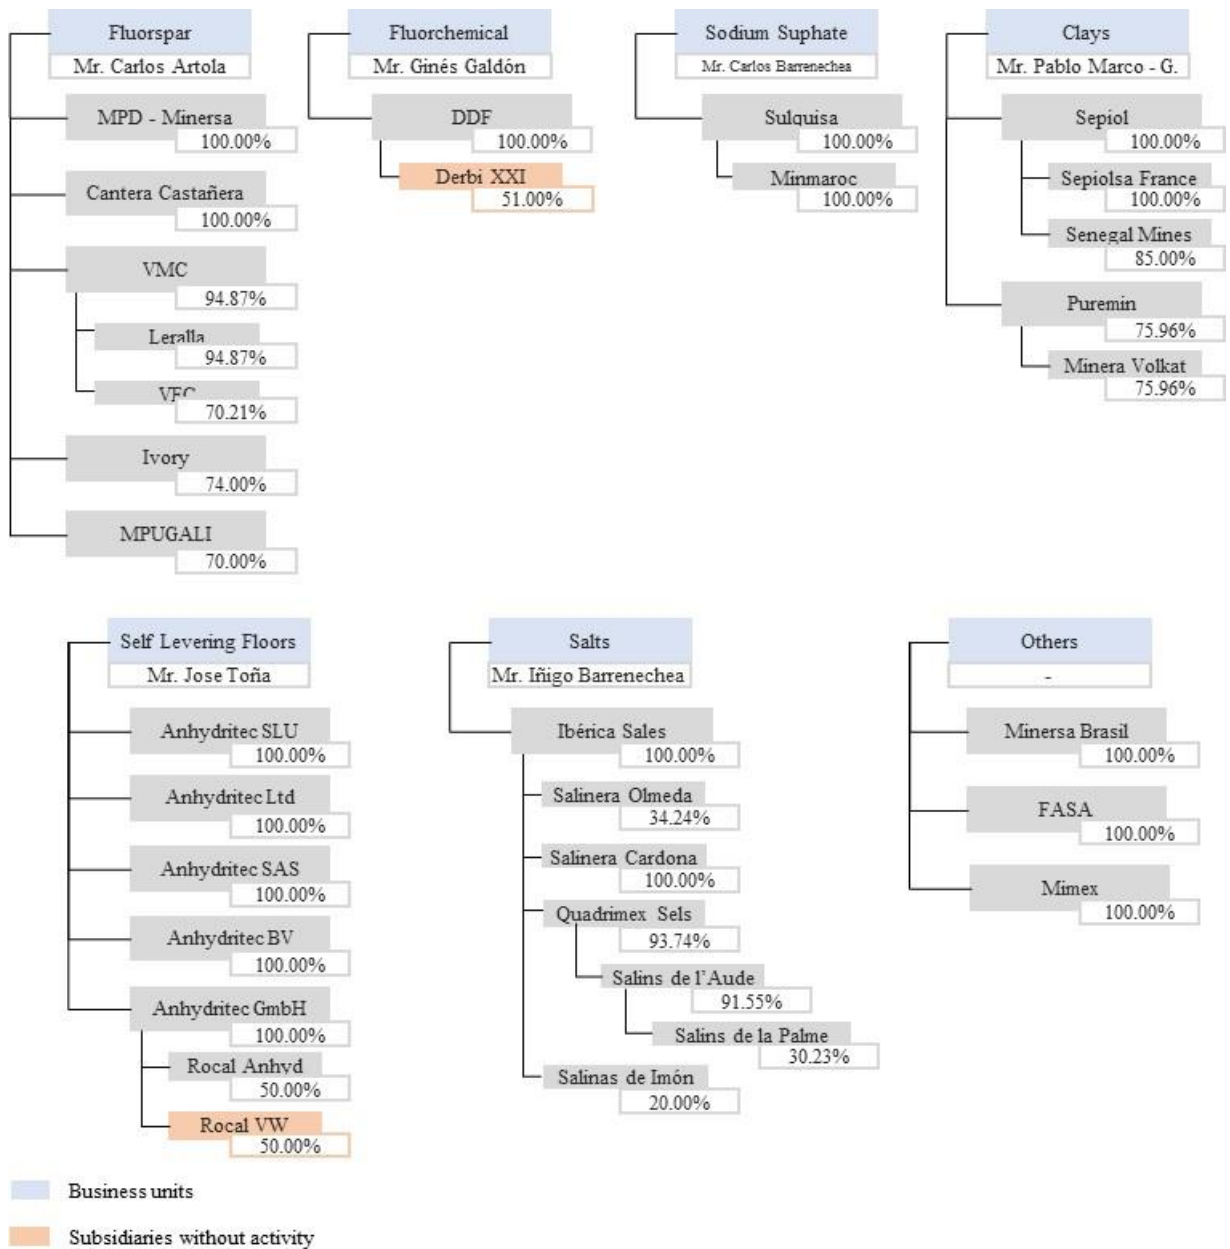 Fluorspar
Mr. Carlos Artola
MPD - Minersa
100.00%
Cantera Castañera
100.00%
VMC
94.87%
Leralla
94.87%
VFC
70.21%
Ivory
74.00%
MPUGALI
70.00%
Fluorchemical
Mr. Ginés Galdón
DDF
100.00%
Derbi XXI
51.00%
Sodium Suphate
Mr. Carlos Barrenechea
Sulquisa
100.00%
Minmaroc
100.00%
Clays
Mr. Pablo Marco - G.
Sepiol
100.00%
Sepiolsa France
100.00%
Senegal Mines
85.00%
Puremin
75.96%
Minera Volkat
75.96%
Self Levering Floors
Mr. Jose Toña
Anhydritec SLU
100.00%
Anhydritec Ltd
100.00%
Anhydritec SAS
100.00%
Anhydritec BV
100.00%
Anhydritec GmbH
100.00%
Rocal Anhyd
50.00%
Rocal VW
50.00%
Salts
Mr. Iñigo Barrenechea
Ibérica Sales
100.00%
Salinera Olmeda
34.24%
Salinera Cardona
100.00%
Quadrimex Sels
93.74%
Salins de l’Aude
91.55%
Salins de la Palme
30.23%
Salinas de Imón
20.00%
Others
-
Minersa Brasil
100.00%
FASA
100.00%
Mimex
100.00%
Business units
Subsidiaries without activity